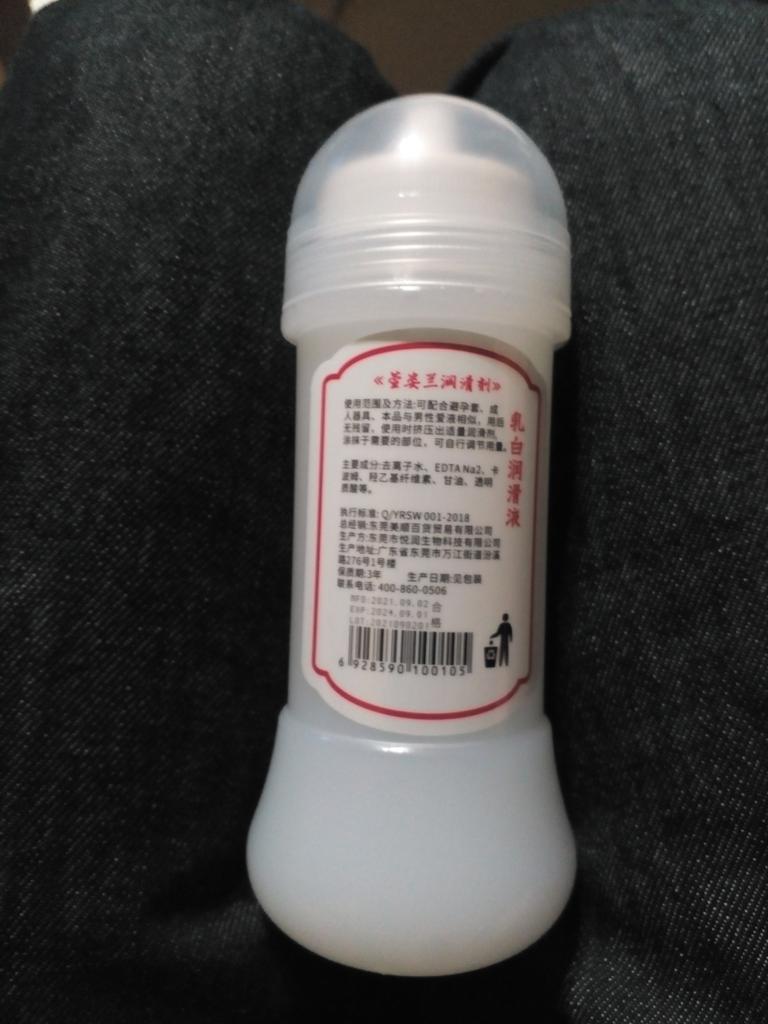 《莹姿兰润滑剂》
使用范围及方法:可配合避孕套、成
人器具、本品与男性爱液相似,用后
无残留,使用时挤压出适量润滑剂,
涂抹于需要的部位,可自行调节用量。
乳白润滑液
主要成分:去离子水、EDTA Na2、卡
波姆、羟乙基纤维素、甘油、透明
质酸等。
执行标准: Q/YRSW 001-2018
总经销:东莞美顺百货贸易有限公司
生产方:东莞市悦润生物科技有限公司
生产地址:广东省东莞市万江街道汾溪
路276号1号楼
保质期:3年 生产日期:见包装
联系电话: 400-860-0506
MFD:2021.09.02 合
EXP:2024.09.01 格
LOT:2021090201
6 928590 100105